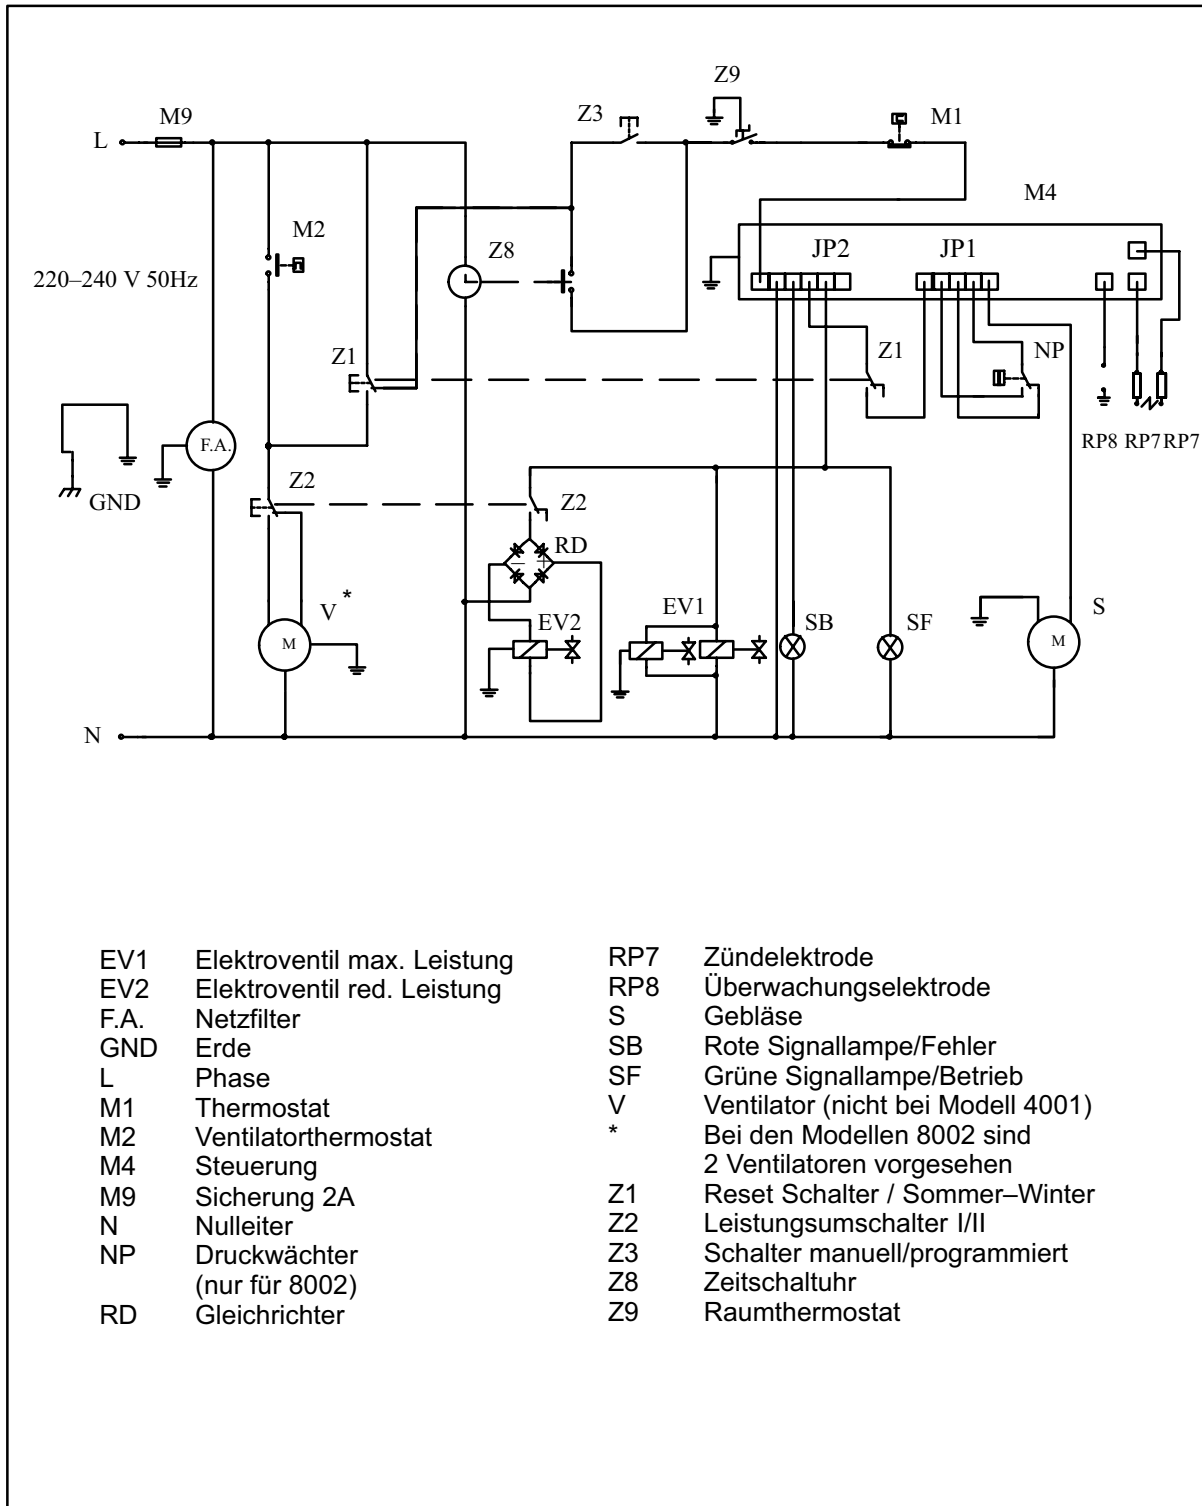 Z9
M9
Z3
M1
L
M4
M2
JP2
JP1
Z8
220–240 V 50Hz
Z1
Z1
NP
F.A.
RP8 RP7 RP7
Z2
GND
Z2
RD
– +
V *
EV2
EV1
SB
SF
S
M
M
N
EV1 Elektroventil max. Leistung
EV2 Elektroventil red. Leistung
F.A. Netzfilter
GND Erde
L Phase
M1 Thermostat
M2 Ventilatorthermostat
M4 Steuerung
M9 Sicherung 2A
N Nulleiter
NP Druckwächter
(nur für 8002)
RD Gleichrichter
RP7 Zündelektrode
RP8 Überwachungselektrode
S Gebläse
SB Rote Signallampe/Fehler
SF Grüne Signallampe/Betrieb
V Ventilator (nicht bei Modell 4001)
* Bei den Modellen 8002 sind
2 Ventilatoren vorgesehen
Z1 Reset Schalter / Sommer–Winter
Z2 Leistungsumschalter I/II
Z3 Schalter manuell/programmiert
Z8 Zeitschaltuhr
Z9 Raumthermostat